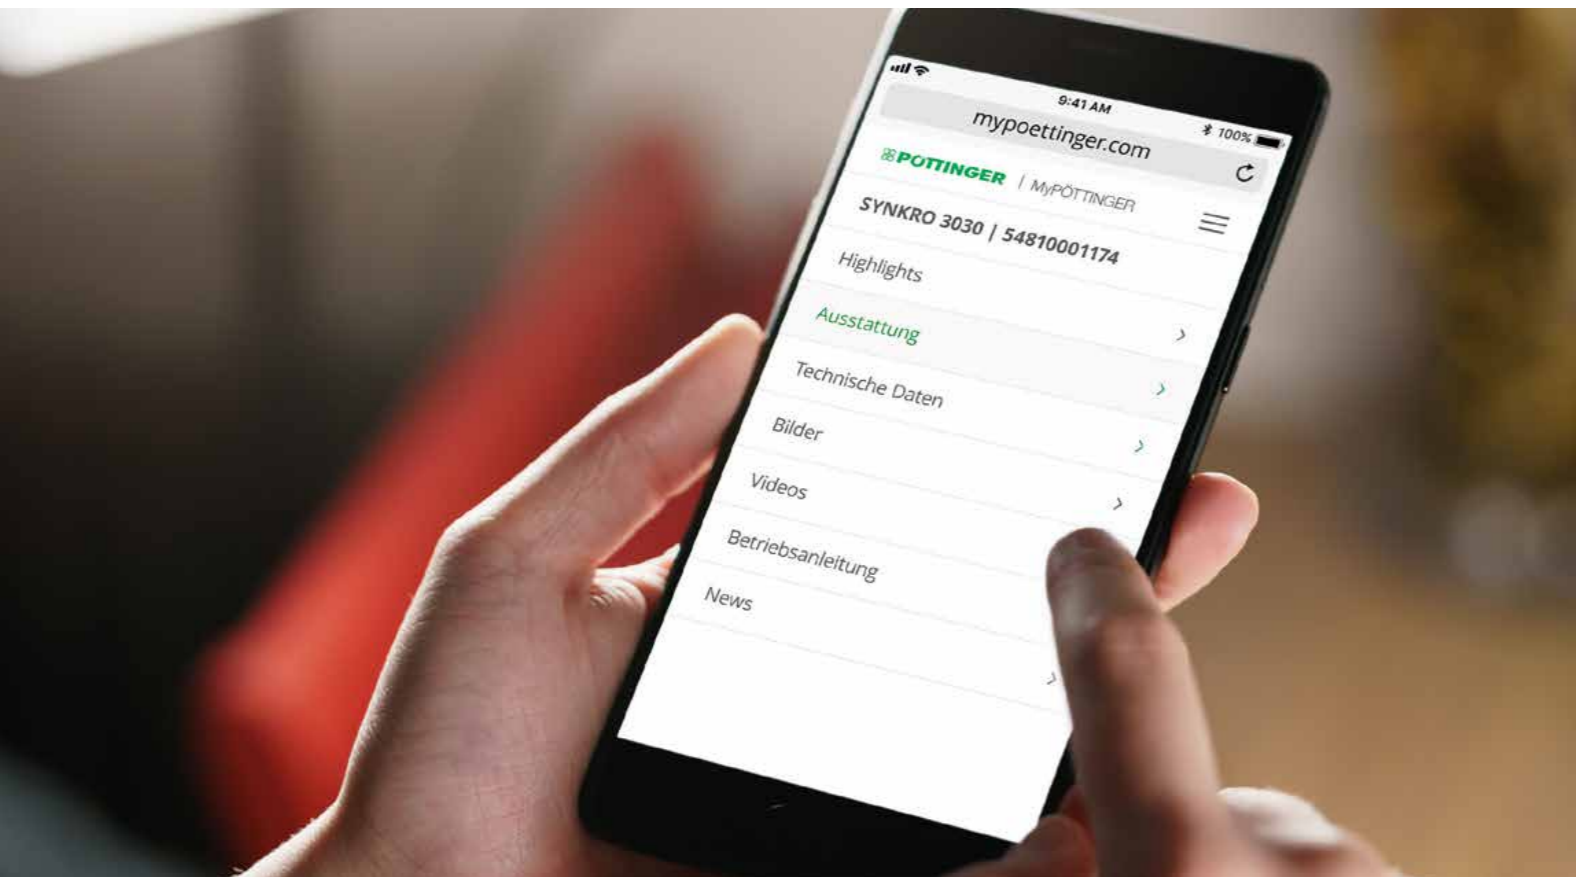 9:41 AM
100%
mypoettinger.com
PÖTTINGER | MyPÖTTINGER
SYNKRO 3030 | 54810001174
Highlights
Ausstattung
Technische Daten
Bilder
Videos
Betriebsanleitung
News